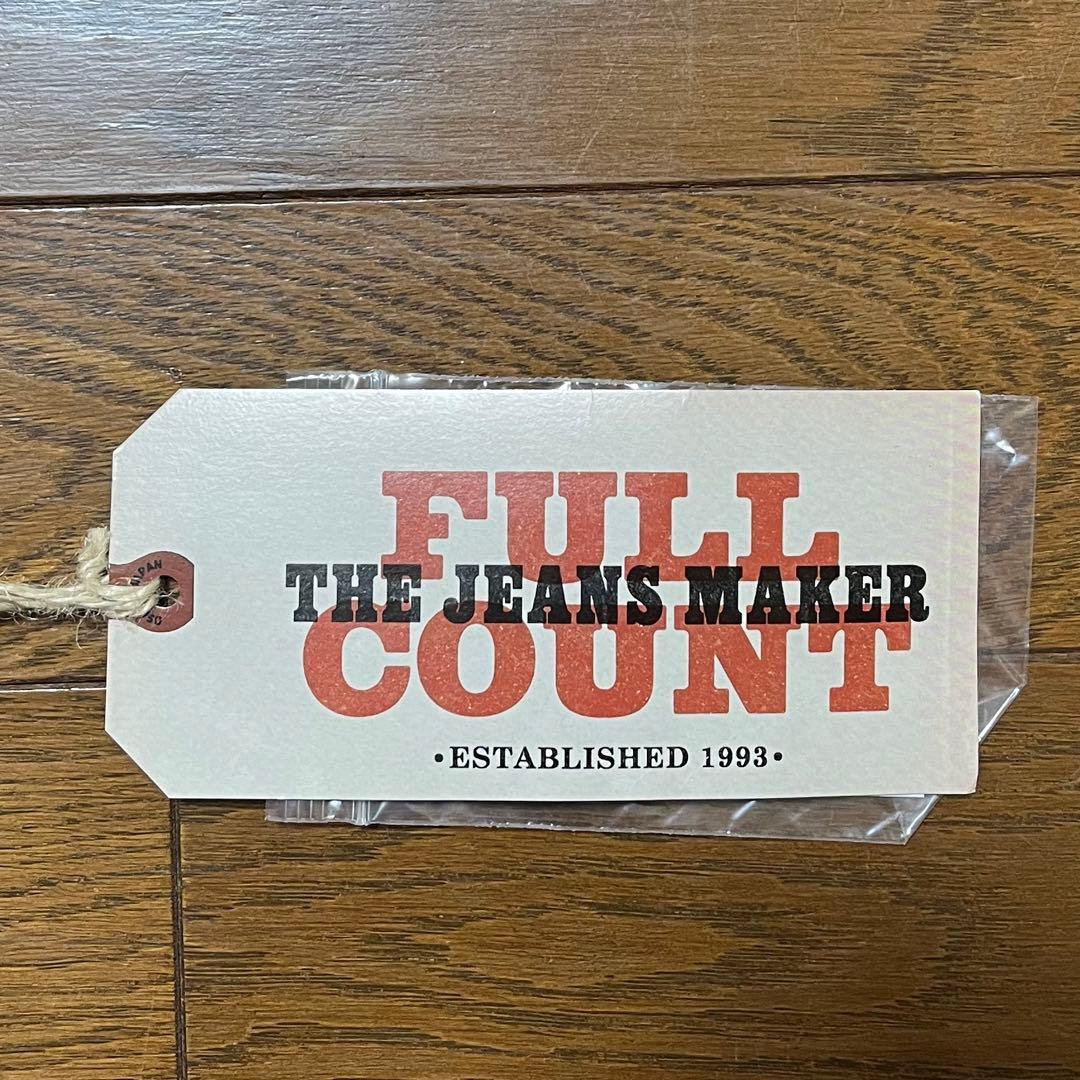 FULL
THE JEANS MAKER
COUNT
•ESTABLISHED 1993•